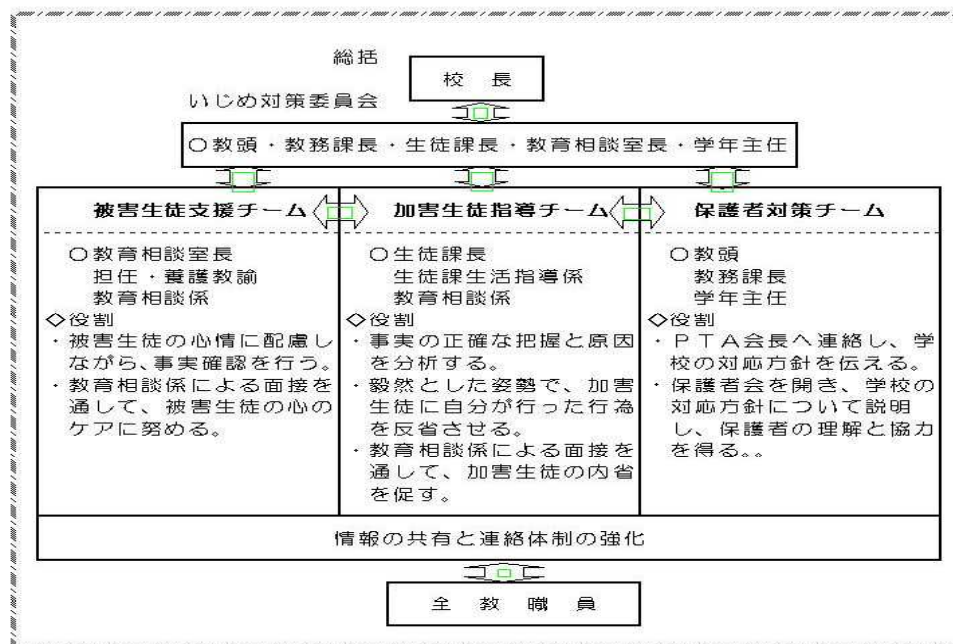 総括
校　長
いじめ対策委員会
○教頭・教務課長・生徒課長・教育相談室長・学年主任
被害生徒支援チーム
○教育相談室長
担任・養護教諭
教育相談係
◇役割
・被害生徒の心情に配慮し
ながら、事実確認を行う。
・教育相談係による面接を
通して、被害生徒の心の
ケアに努める。
加害生徒指導チーム
○生徒課長
生徒課生活指導係
教育相談係
◇役割
・事実の正確な把握と原因
を分析する。
・毅然とした姿勢で、加害
生徒に自分が行った行為
を反省させる。
・教育相談係による面接を
通して、加害生徒の内省
を促す。
保護者対策チーム
○教頭
教務課長
学年主任
◇役割
・ＰＴＡ会長へ連絡し、学
校の対応方針を伝える。
・保護者会を開き、学校の
対応方針について説明
し、保護者の理解と協力
を得る。。
情報の共有と連絡体制の強化
全　教　職　員